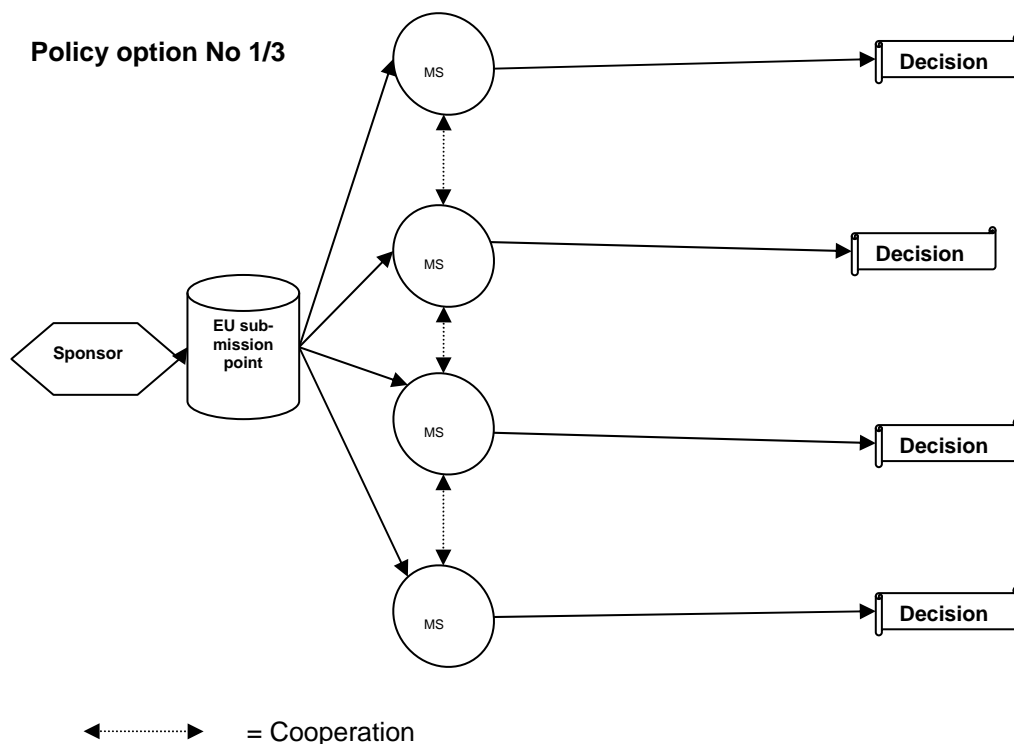 Policy option No 1/3
MS
Decision
MS
Decision
EU sub-
mission
point
Sponsor
MS
Decision
MS
Decision
= Cooperation